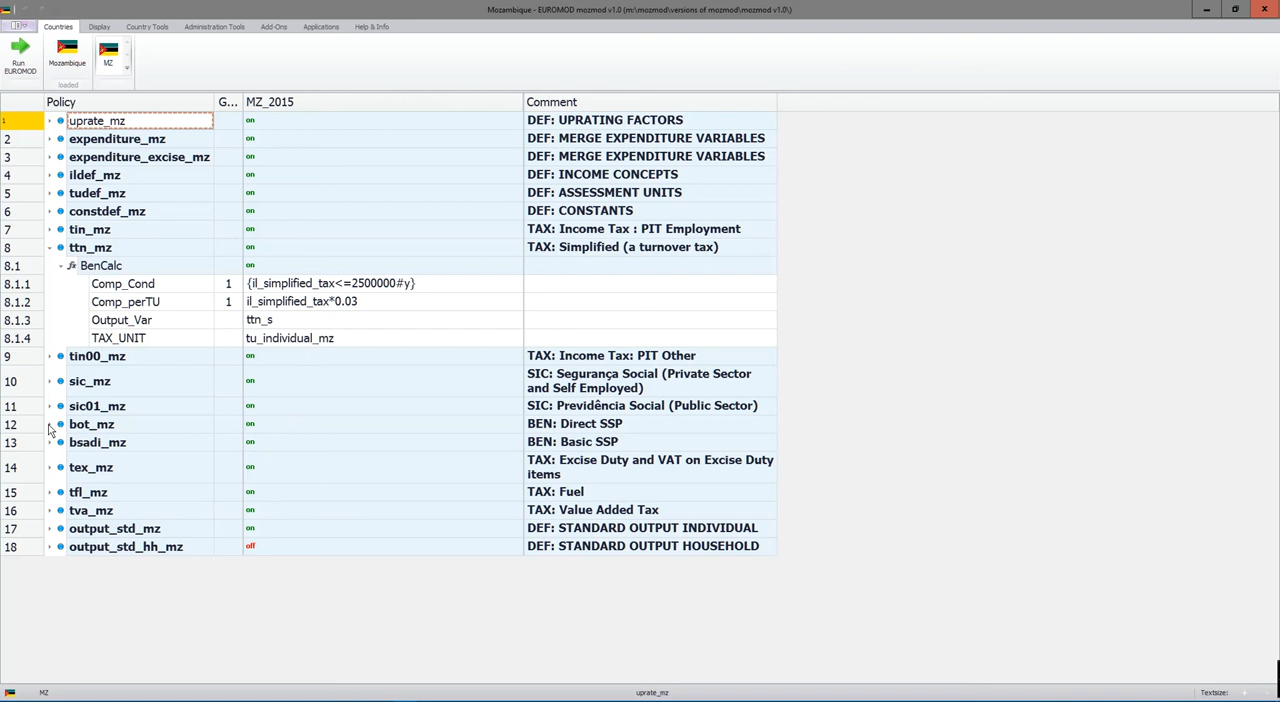 Mozambique - EUROMOD mozmod v1.0 (m:\mozmod\versions of mozmod\mozmod v1.0\)
Countries Display Country Tools Administration Tools Add-Ons Applications Help & Info
Run EUROMOD
Mozambique
MZ
loaded
Policy G... MZ_2015 Comment
1 uprate_mz on DEF: UPRATING FACTORS
2 expenditure_mz on DEF: MERGE EXPENDITURE VARIABLES
3 expenditure_excise_mz on DEF: MERGE EXPENDITURE VARIABLES
4 ildef_mz on DEF: INCOME CONCEPTS
5 tudef_mz on DEF: ASSESSMENT UNITS
6 constdef_mz on DEF: CONSTANTS
7 tin_mz on TAX: Income Tax : PIT Employment
8 ttn_mz on TAX: Simplified (a turnover tax)
8.1 fx BenCalc on
8.1.1 Comp_Cond 1 {il_simplified_tax<=2500000#y}
8.1.2 Comp_perTU 1 il_simplified_tax*0.03
8.1.3 Output_Var ttn_s
8.1.4 TAX_UNIT tu_individual_mz
9 tin00_mz on TAX: Income Tax: PIT Other
10 sic_mz on SIC: Segurança Social (Private Sector
and Self Employed)
11 sic01_mz on SIC: Previdência Social (Public Sector)
12 bot_mz on BEN: Direct SSP
13 bsadi_mz on BEN: Basic SSP
14 tex_mz on TAX: Excise Duty and VAT on Excise Duty
items
15 tfl_mz on TAX: Fuel
16 tva_mz on TAX: Value Added Tax
17 output_std_mz on DEF: STANDARD OUTPUT INDIVIDUAL
18 output_std_hh_mz off DEF: STANDARD OUTPUT HOUSEHOLD
MZ uprate_mz Textsize: